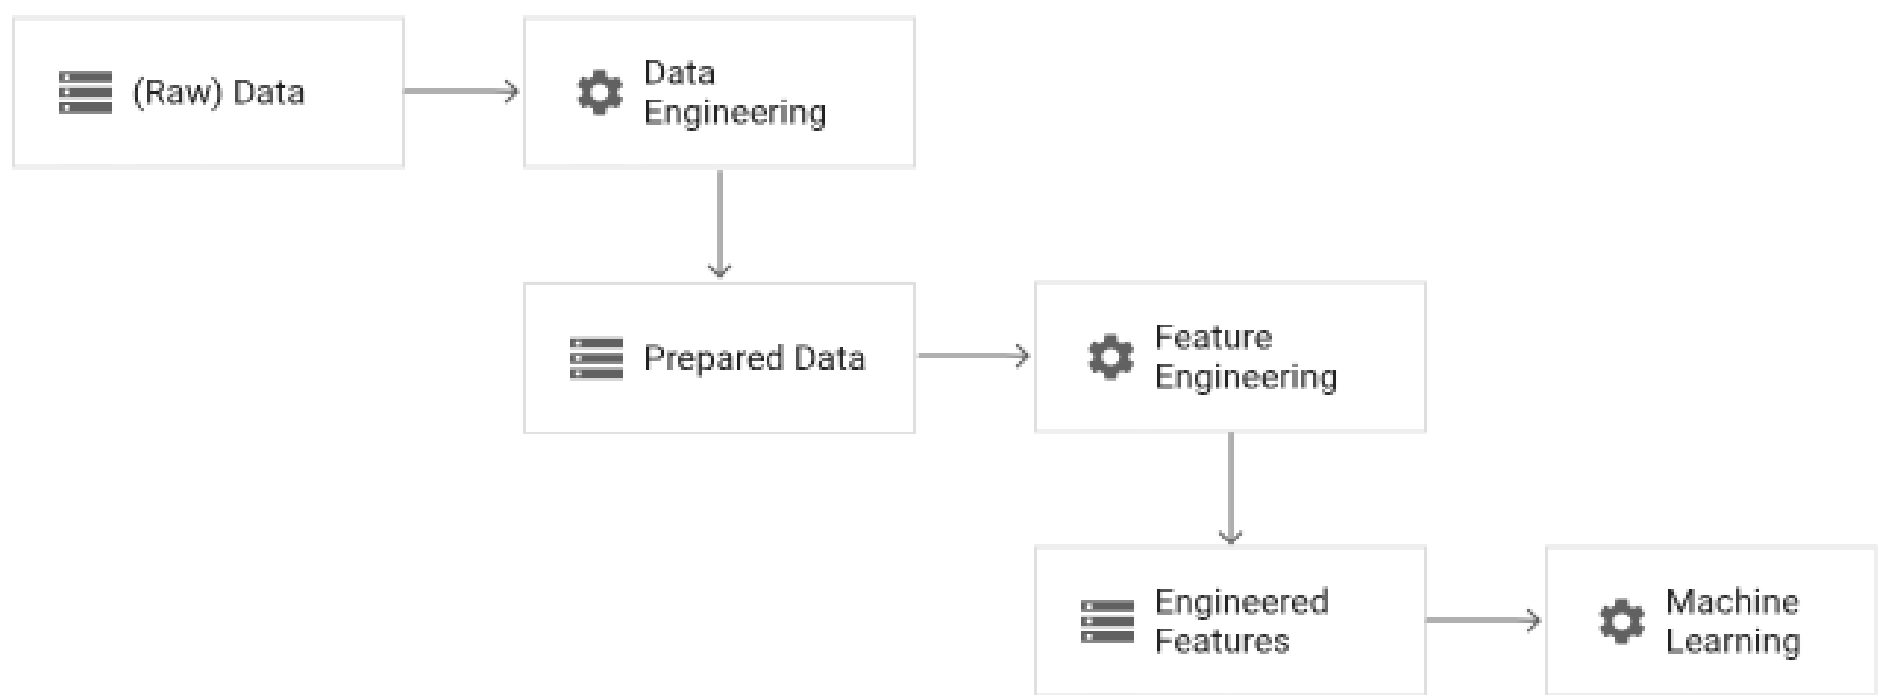 (Raw) Data
Data
Engineering
Prepared Data
Feature
Engineering
Engineered
Features
Machine
Learning